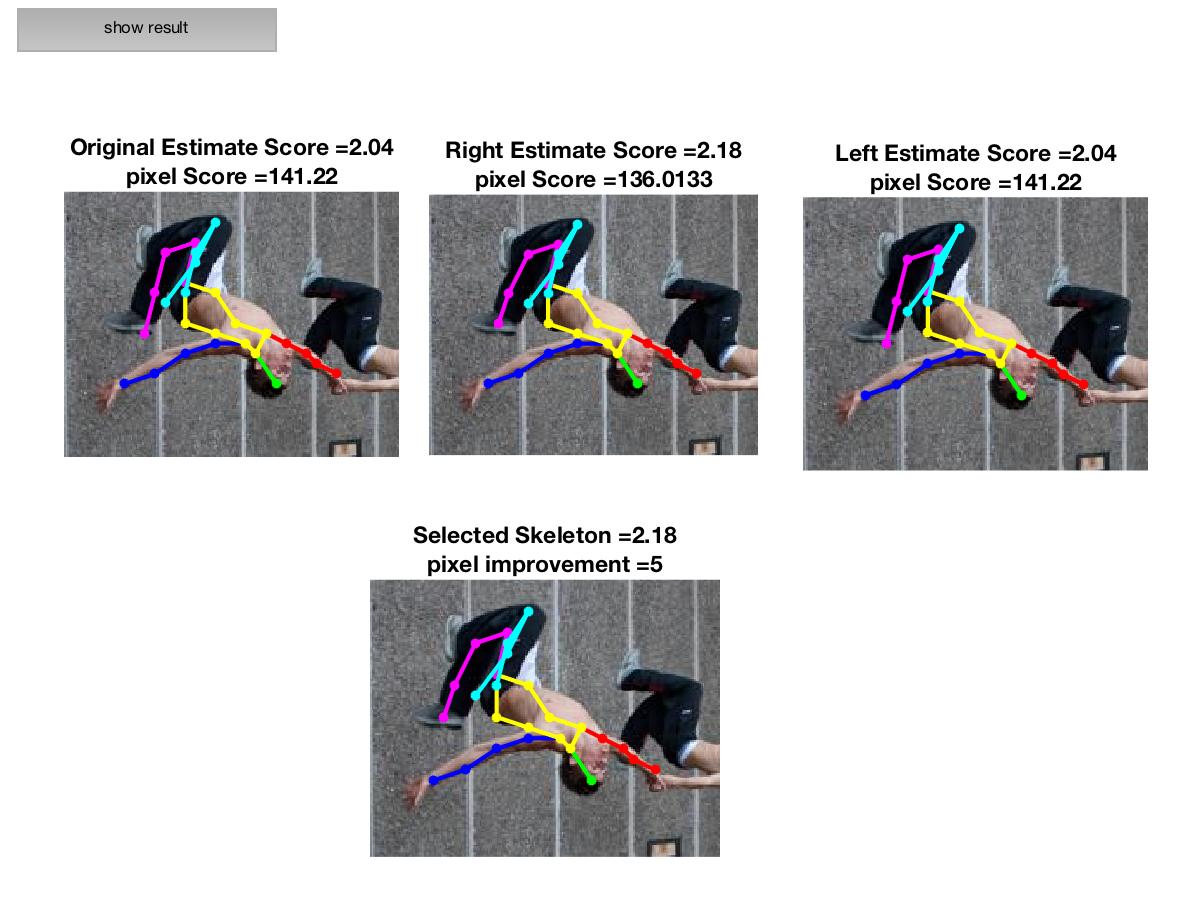 show result
Original Estimate Score =2.04
pixel Score =141.22
Right Estimate Score =2.18
pixel Score =136.0133
Left Estimate Score =2.04
pixel Score =141.22
Selected Skeleton =2.18
pixel improvement =5